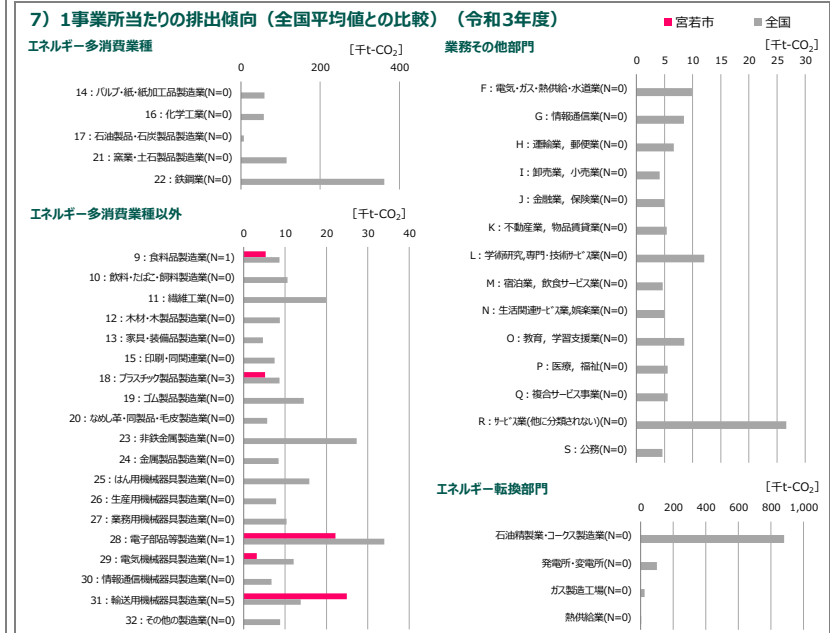 7）1事業所当たりの排出傾向（全国平均値との比較）（令和3年度）
宮若市 全国
エネルギー多消費業種
[千t-CO₂]
0 200 400
14：パルプ・紙・紙加工品製造業(N=0)
16：化学工業(N=0)
17：石油製品・石炭製品製造業(N=0)
21：窯業・土石製品製造業(N=0)
22：鉄鋼業(N=0)
エネルギー多消費業種以外
[千t-CO₂]
0 10 20 30 40
9：食料品製造業(N=1)
10：飲料・たばこ・飼料製造業(N=0)
11：繊維工業(N=0)
12：木材・木製品製造業(N=0)
13：家具・装備品製造業(N=0)
15：印刷・同関連業(N=0)
18：プラスチック製品製造業(N=3)
19：ゴム製品製造業(N=0)
20：なめし革・同製品・毛皮製造業(N=0)
23：非鉄金属製造業(N=0)
24：金属製品製造業(N=0)
25：はん用機械器具製造業(N=0)
26：生産用機械器具製造業(N=0)
27：業務用機械器具製造業(N=0)
28：電子部品等製造業(N=1)
29：電気機械器具製造業(N=1)
30：情報通信機械器具製造業(N=0)
31：輸送用機械器具製造業(N=5)
32：その他の製造業(N=0)
業務その他部門
[千t-CO₂]
0 5 10 15 20 25 30
F：電気・ガス・熱供給・水道業(N=0)
G：情報通信業(N=0)
H：運輸業，郵便業(N=0)
I：卸売業，小売業(N=0)
J：金融業，保険業(N=0)
K：不動産業，物品賃貸業(N=0)
L：学術研究,専門・技術ｻｰﾋﾞｽ業(N=0)
M：宿泊業，飲食サービス業(N=0)
N：生活関連ｻｰﾋﾞｽ業,娯楽業(N=0)
O：教育，学習支援業(N=0)
P：医療，福祉(N=0)
Q：複合サービス事業(N=0)
R：ｻｰﾋﾞｽ業(他に分類されない)(N=0)
S：公務(N=0)
エネルギー転換部門
[千t-CO₂]
0 200 400 600 800 1,000
石油精製業・コークス製造業(N=0)
発電所・変電所(N=0)
ガス製造工場(N=0)
熱供給業(N=0)